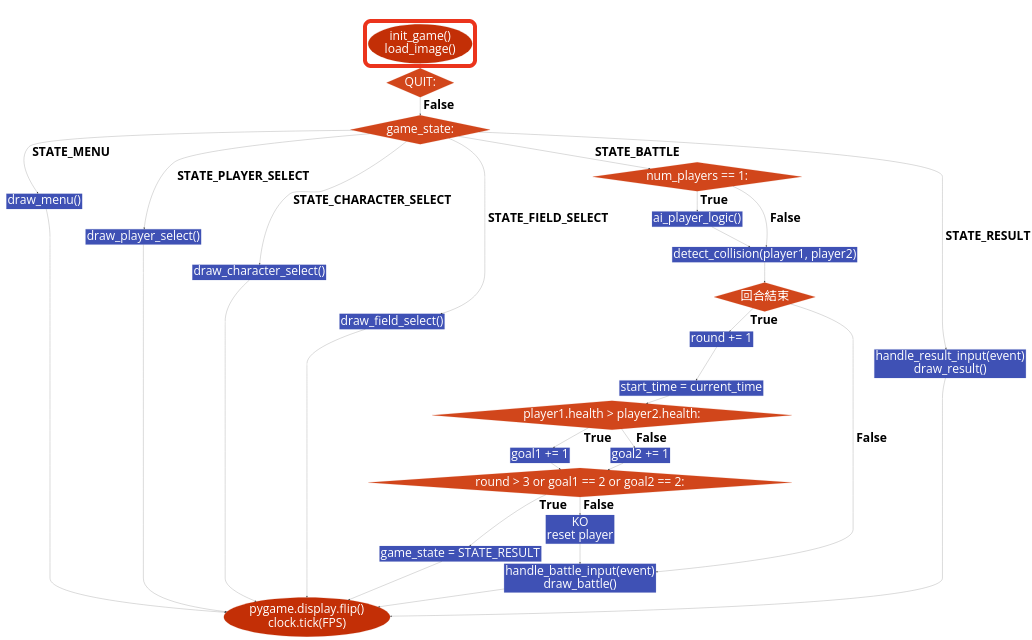 init_game()
load_image()
QUIT:
False
game_state:
STATE_MENU
STATE_BATTLE
STATE_PLAYER_SELECT
num_players == 1:
STATE_CHARACTER_SELECT
True
draw_menu()
STATE_FIELD_SELECT
ai_player_logic()
False
draw_player_select()
STATE_RESULT
detect_collision(player1, player2)
draw_character_select()
回合結束
draw_field_select()
True
round += 1
handle_result_input(event)
draw_result()
start_time = current_time
player1.health > player2.health:
True
False
False
goal1 += 1
goal2 += 1
round > 3 or goal1 == 2 or goal2 == 2:
True
False
KO
reset player
game_state = STATE_RESULT
handle_battle_input(event)
draw_battle()
pygame.display.flip()
clock.tick(FPS)